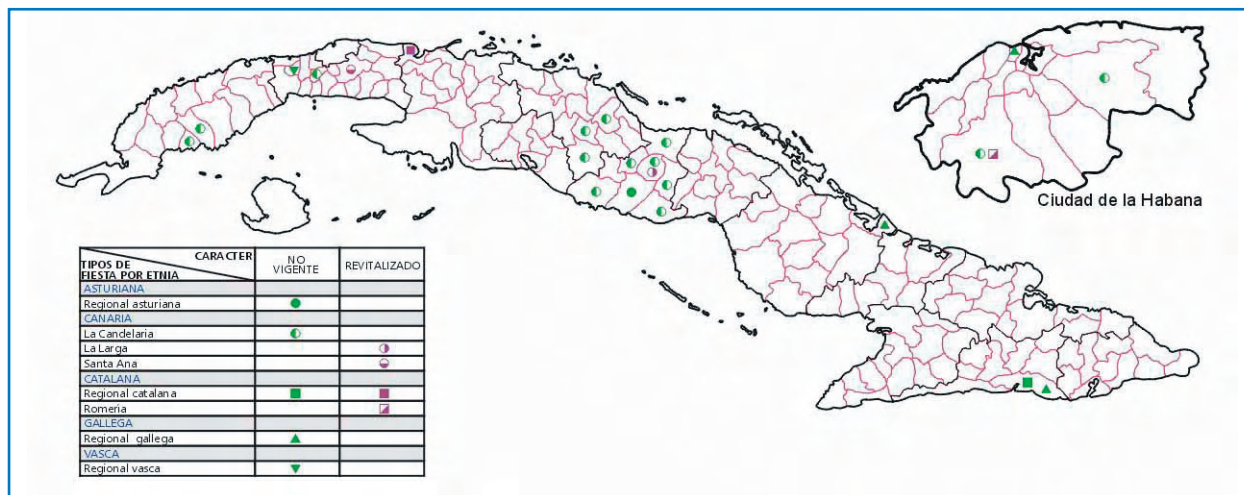 Ciudad de la Habana
CARACTER
TIPOS DE
FIESTA POR ETNIA
NO
VIGENTE
REVITALIZADO
ASTURIANA
Regional asturiana
CANARIA
La Candelaria
La Larga
Santa Ana
CATALANA
Regional catalana
Romería
GALLEGA
Regional gallega
VASCA
Regional vasca